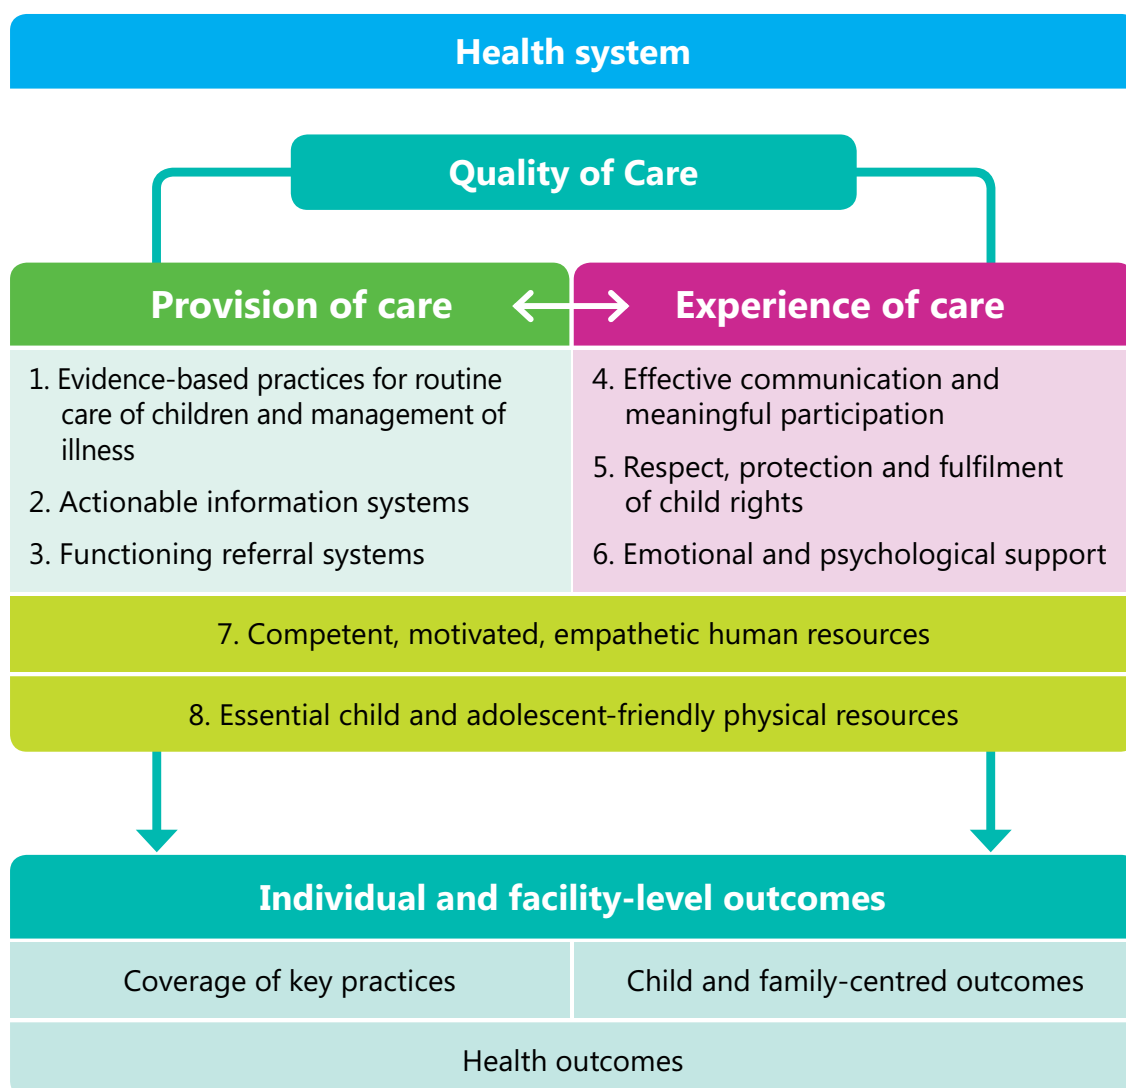 Health system
Quality of Care
Provision of care
Experience of care
1. Evidence-based practices for routine
care of children and management of
illness
2. Actionable information systems
3. Functioning referral systems
4. Effective communication and
meaningful participation
5. Respect, protection and fulfilment
of child rights
6. Emotional and psychological support
7. Competent, motivated, empathetic human resources
8. Essential child and adolescent-friendly physical resources
Individual and facility-level outcomes
Coverage of key practices
Child and family-centred outcomes
Health outcomes